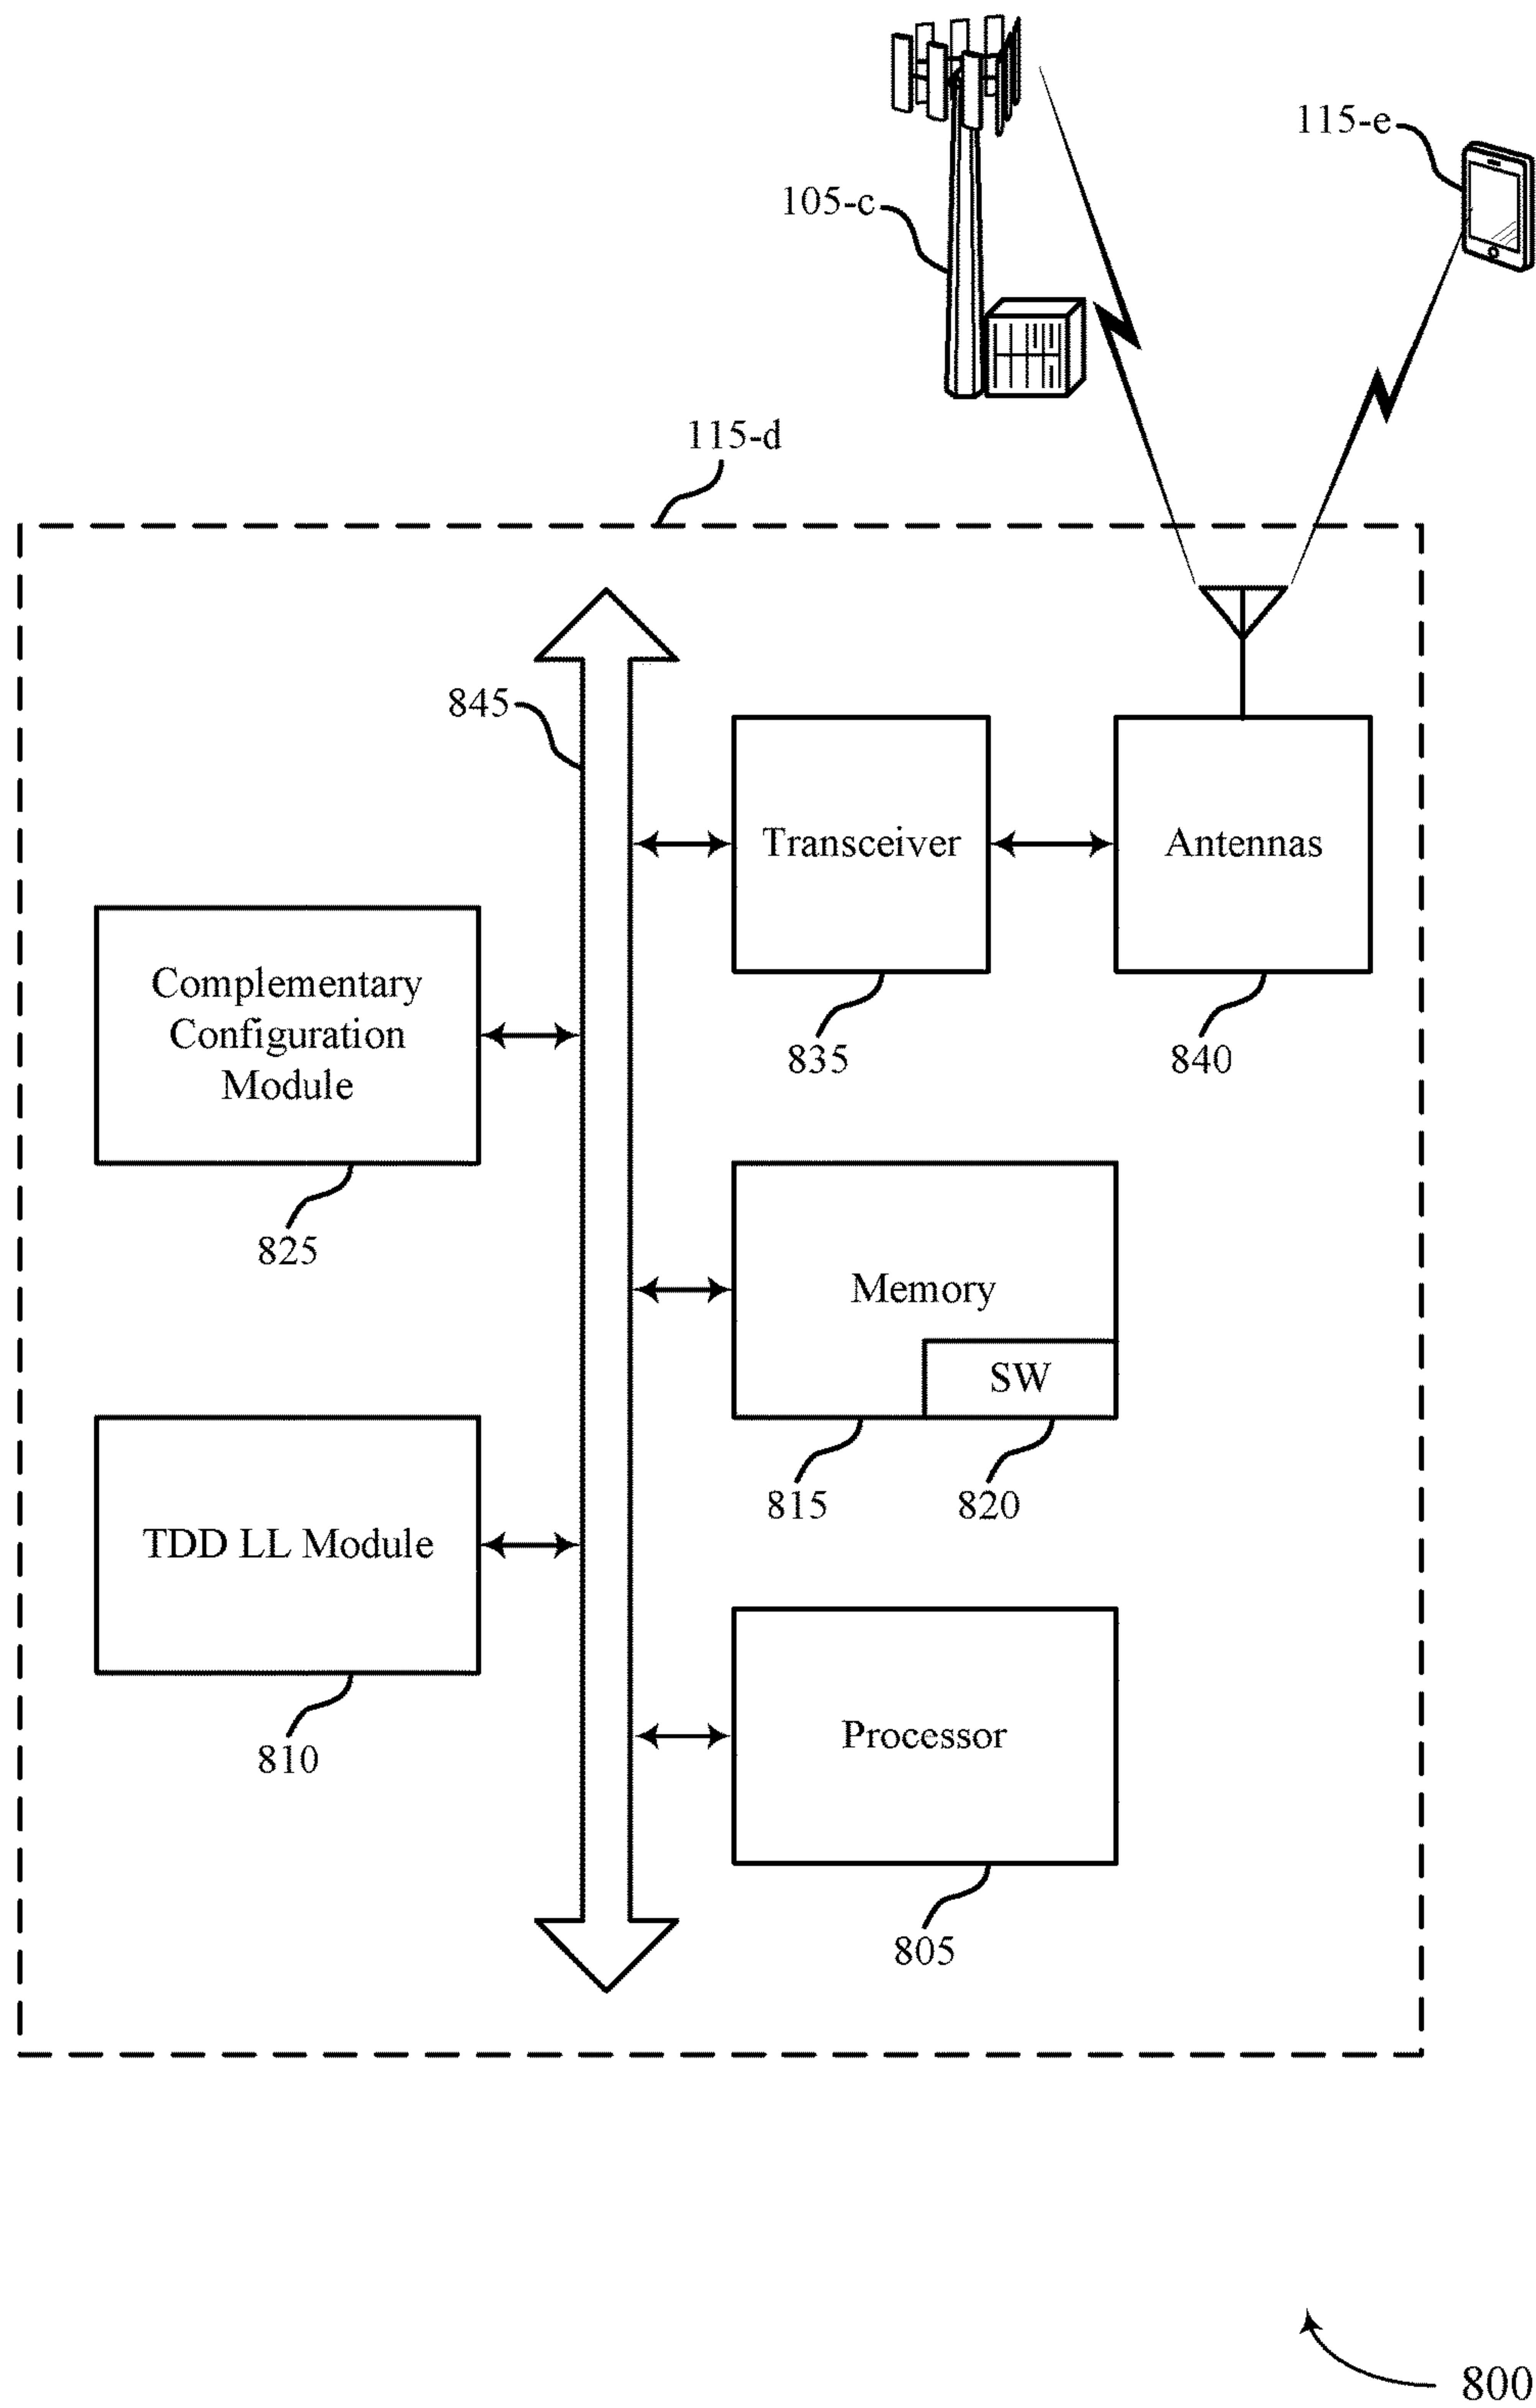 115-e
105-c
115-d
845
Transceiver
Antennas
835
840
Complementary
Configuration
Module
825
Memory
SW
815
820
TDD LL Module
810
Processor
805
800